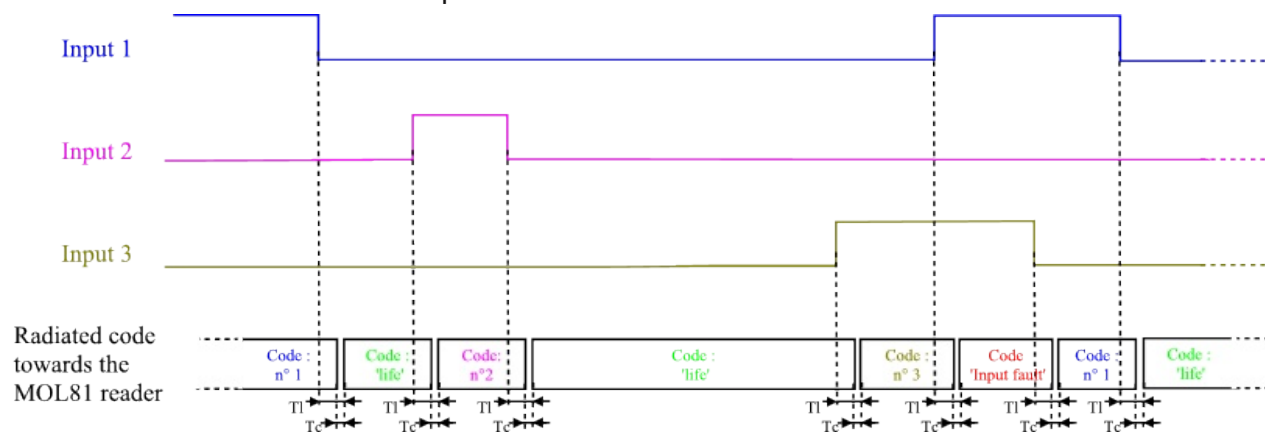 Input 1
Input 2
Input 3
Radiated code
towards the
MOL81 reader
Code :
n° 1
Code :
'life'
Code:
n°2
Code :
'life'
Code :
n° 3
Code
'Input fault'
Code :
n° 1
Code :
'life'
Tl
Tl
Tl
Tl
Tl
Tl
Tl
Tc
Tc
Tc
Tc
Tc
Tc
Tc